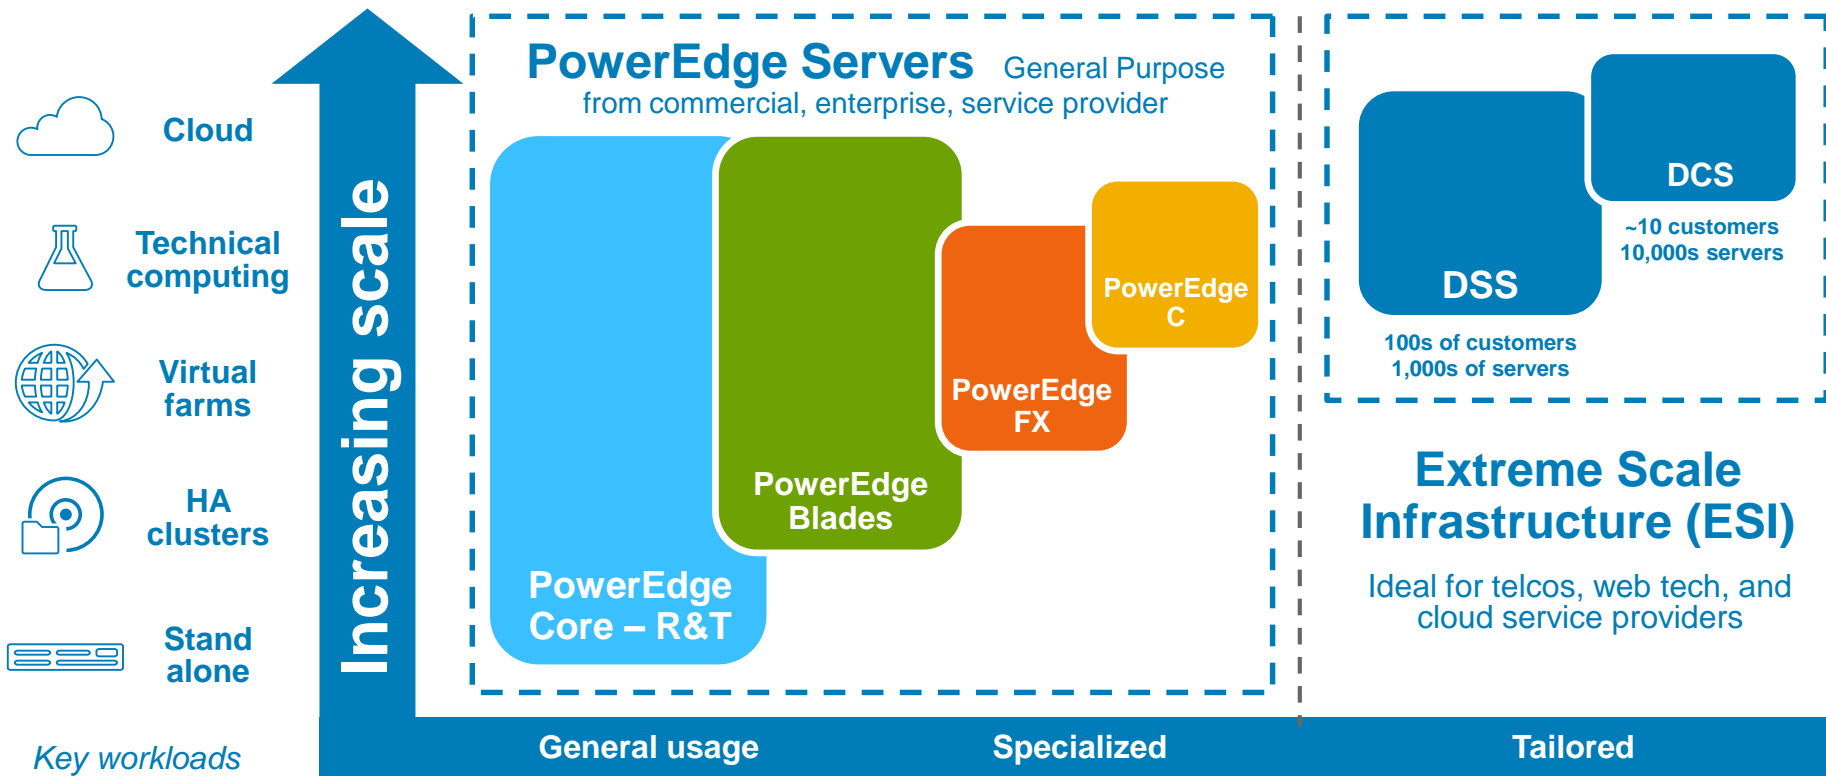 Cloud
Technical
computing
Virtual
farms
HA
clusters
Stand
alone
Key workloads
Increasing scale
PowerEdge Servers General Purpose
from commercial, enterprise, service provider
PowerEdge
Core – R&T
PowerEdge
Blades
PowerEdge
FX
PowerEdge
C
DSS
100s of customers
1,000s of servers
DCS
~10 customers
10,000s servers
Extreme Scale
Infrastructure (ESI)
Ideal for telcos, web tech, and
cloud service providers
General usage
Specialized
Tailored